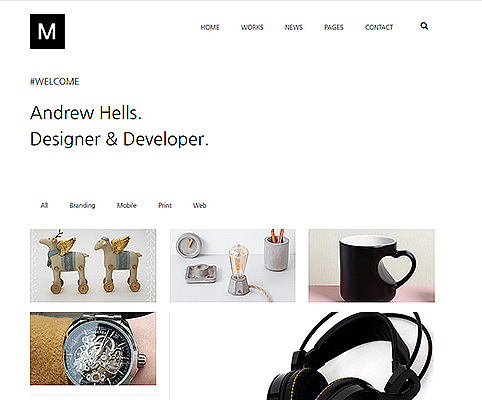 M
HOME WORKS NEWS PAGES CONTACT
#WELCOME
Andrew Hells.
Designer & Developer.
All Branding Mobile Print Web